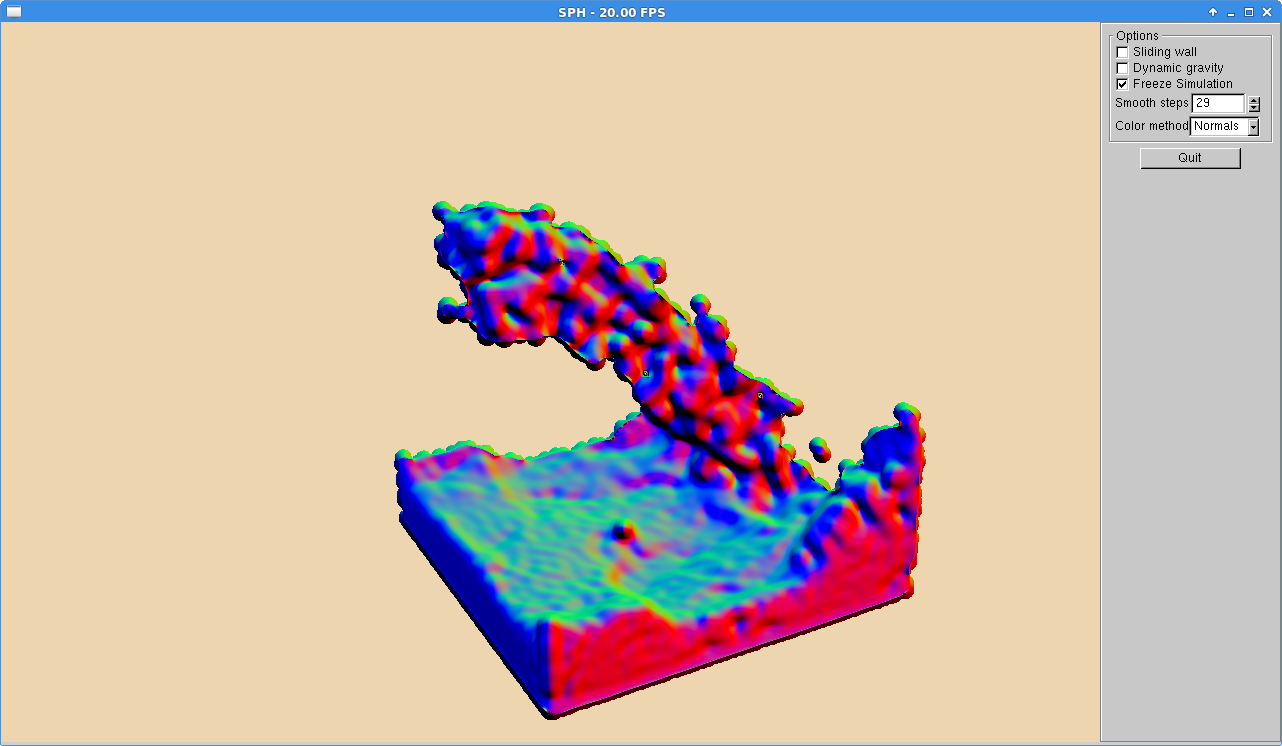 SPH - 20.00 FPS
Options
Sliding wall
Dynamic gravity
Freeze Simulation
Smooth steps 29
Color method Normals
Quit